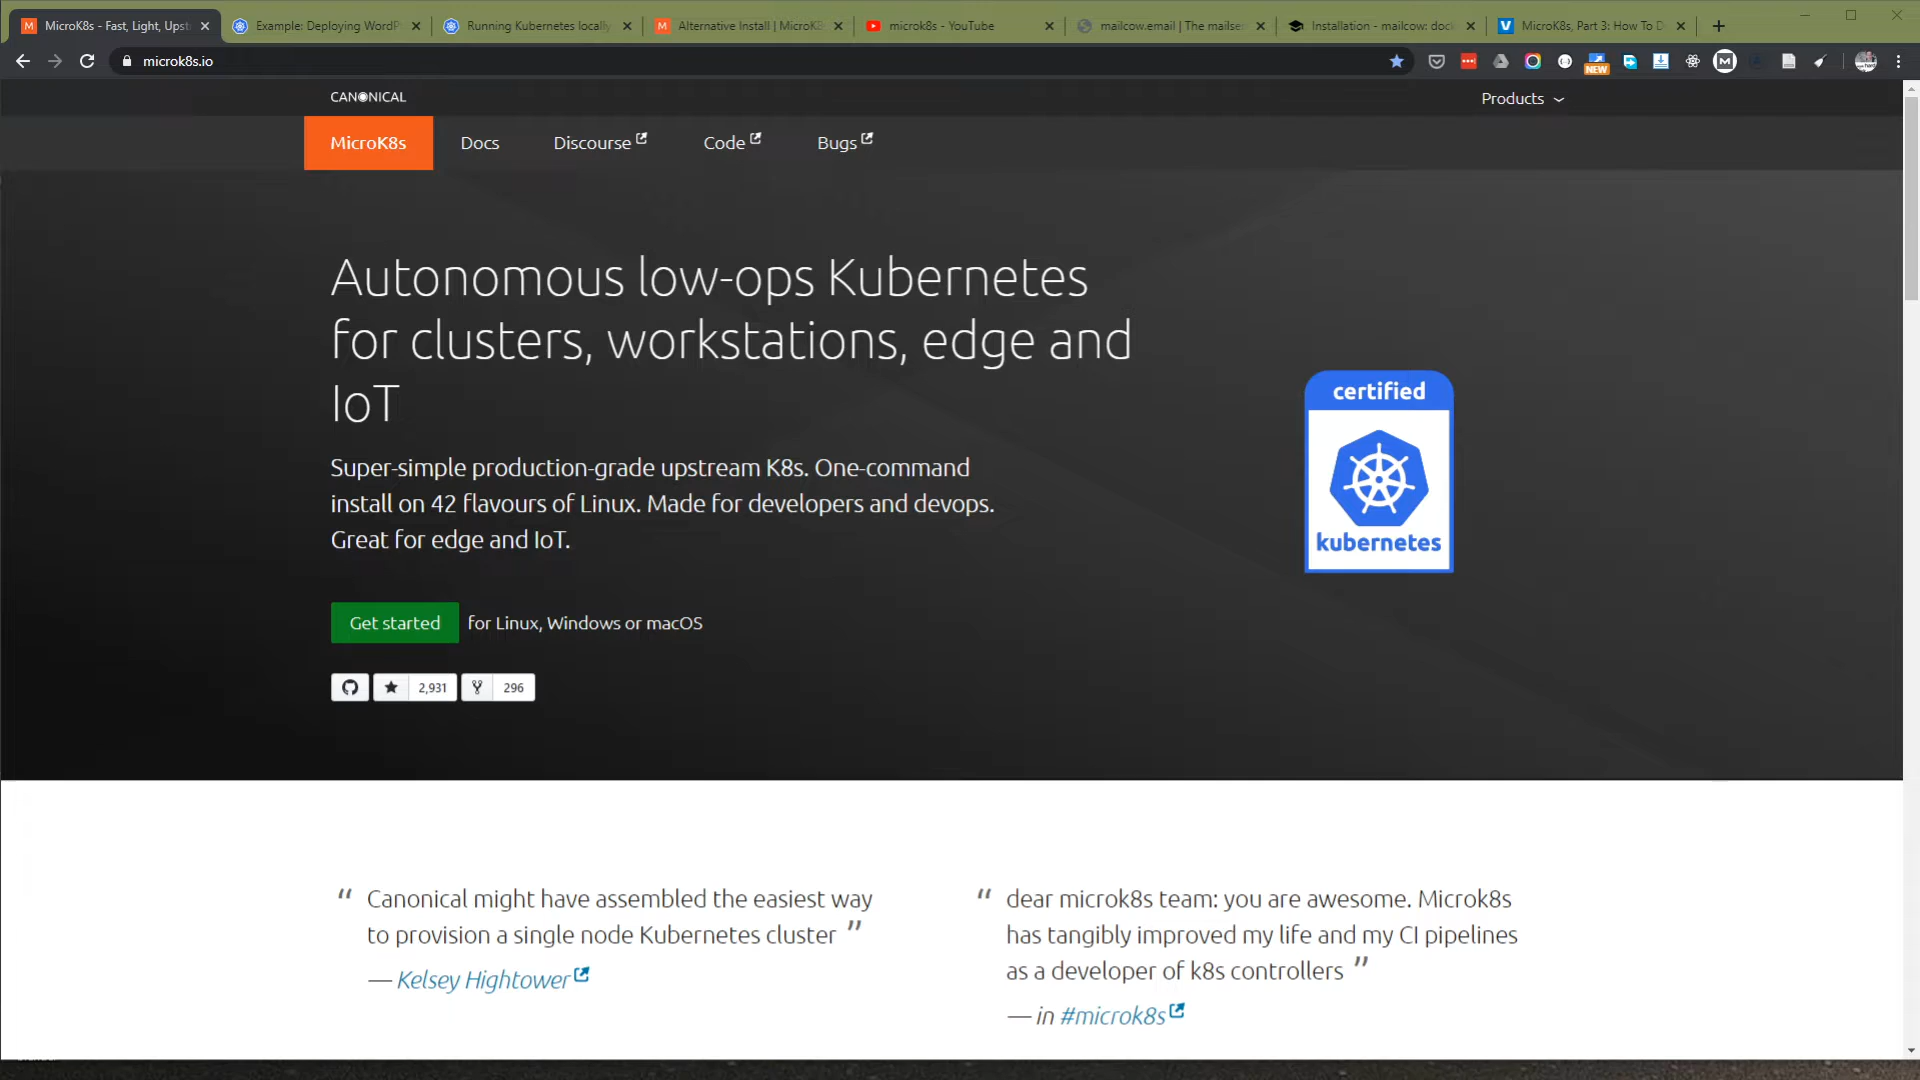 MicroK8s - Fast, Light, Upst
Example: Deploying WordP
Running Kubernetes locally
Alternative Install | MicroK8
microk8s - YouTube
mailcow.email | The mailse
Installation - mailcow: dock
MicroK8s, Part 3: How To D
microk8s.io
NEW
CANONICAL
Products
MicroK8s
Docs
Discourse
Code
Bugs
Autonomous low-ops Kubernetes
for clusters, workstations, edge and
IoT
Super-simple production-grade upstream K8s. One-command
install on 42 flavours of Linux. Made for developers and devops.
Great for edge and IoT.
certified
kubernetes
Get started
for Linux, Windows or macOS
2,931
296
“ Canonical might have assembled the easiest way
to provision a single node Kubernetes cluster ”
— Kelsey Hightower
“ dear microk8s team: you are awesome. Microk8s
has tangibly improved my life and my CI pipelines
as a developer of k8s controllers ”
— in #microk8s